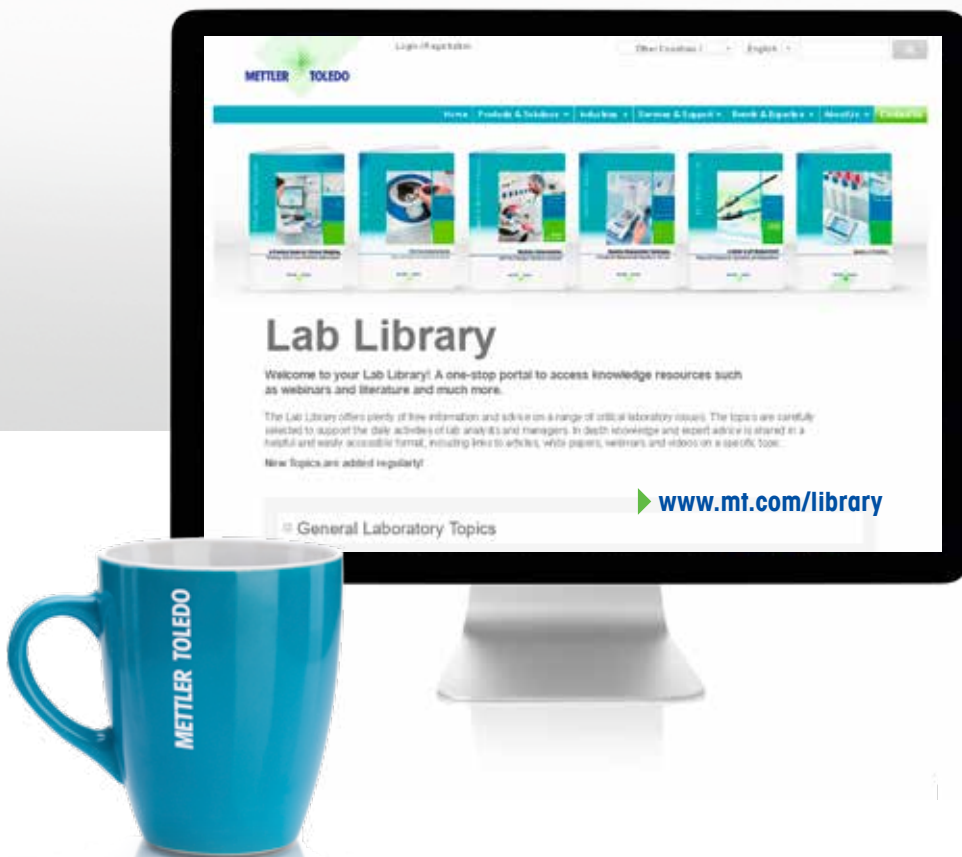 Login / Registration
Other Countries
English
METTLER TOLEDO
Home Products & Solutions Industries Services & Support Events & Expertise About Us Contact Us
Lab Library
Welcome to your Lab Library! A one-stop portal to access knowledge resources such
as webinars and literature and much more.
The Lab Library offers plenty of free information and advice on a range of critical laboratory issues. The topics are carefully
selected to support the daily activities of lab analysts and managers. In depth knowledge and expert advice is shared in a
helpful and easily accessible format, including links to articles, white papers, webinars and videos on a specific topic.
New Topics are added regularly!
www.mt.com/library
General Laboratory Topics
METTLER TOLEDO